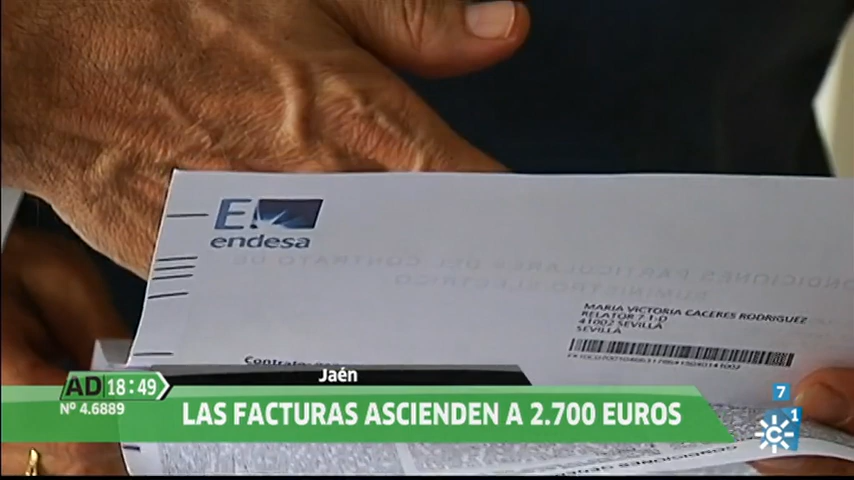 E
endesa
MARIA VICTORIA CACERES RODRIGUEZ
RELATOR 7 1-D
41002 SEVILLA
SEVILLA
Contrato:
Jaén
AD 18:49
Nº 4.6889
LAS FACTURAS ASCIENDEN A 2.700 EUROS
7
1